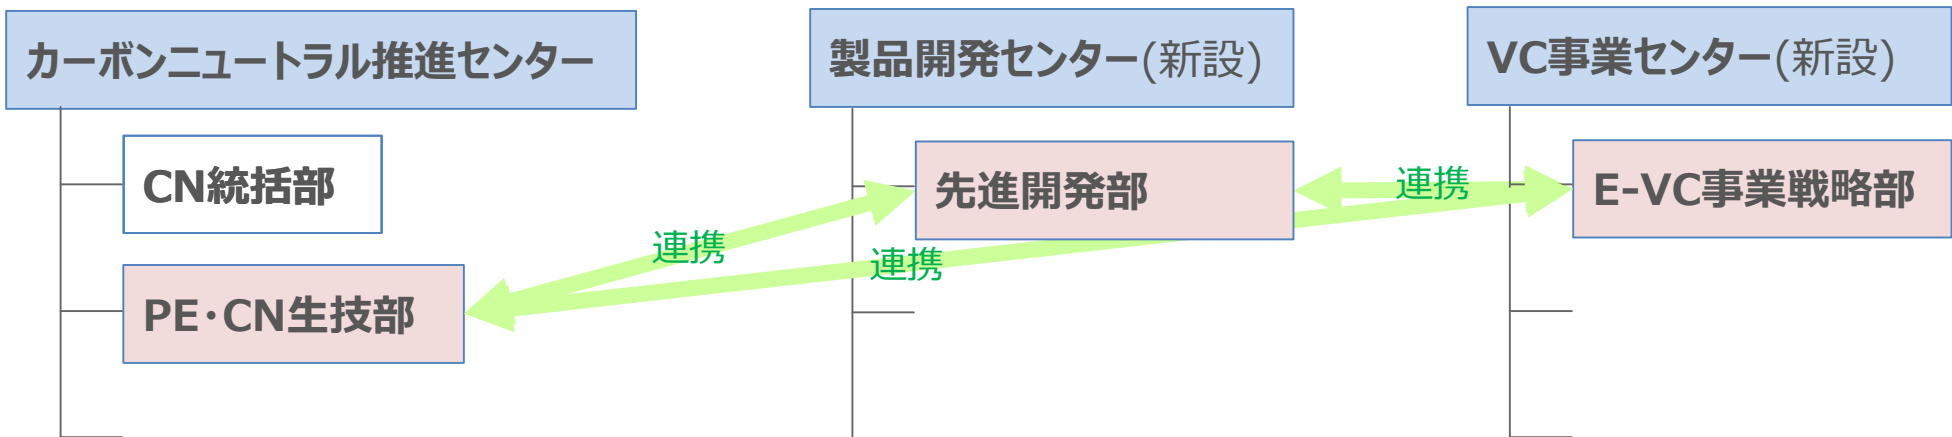 カーボンニュートラル推進センター
製品開発センター(新設)
VC事業センター(新設)
CN統括部
先進開発部
連携
E-VC事業戦略部
連携
連携
PE・CN生技部